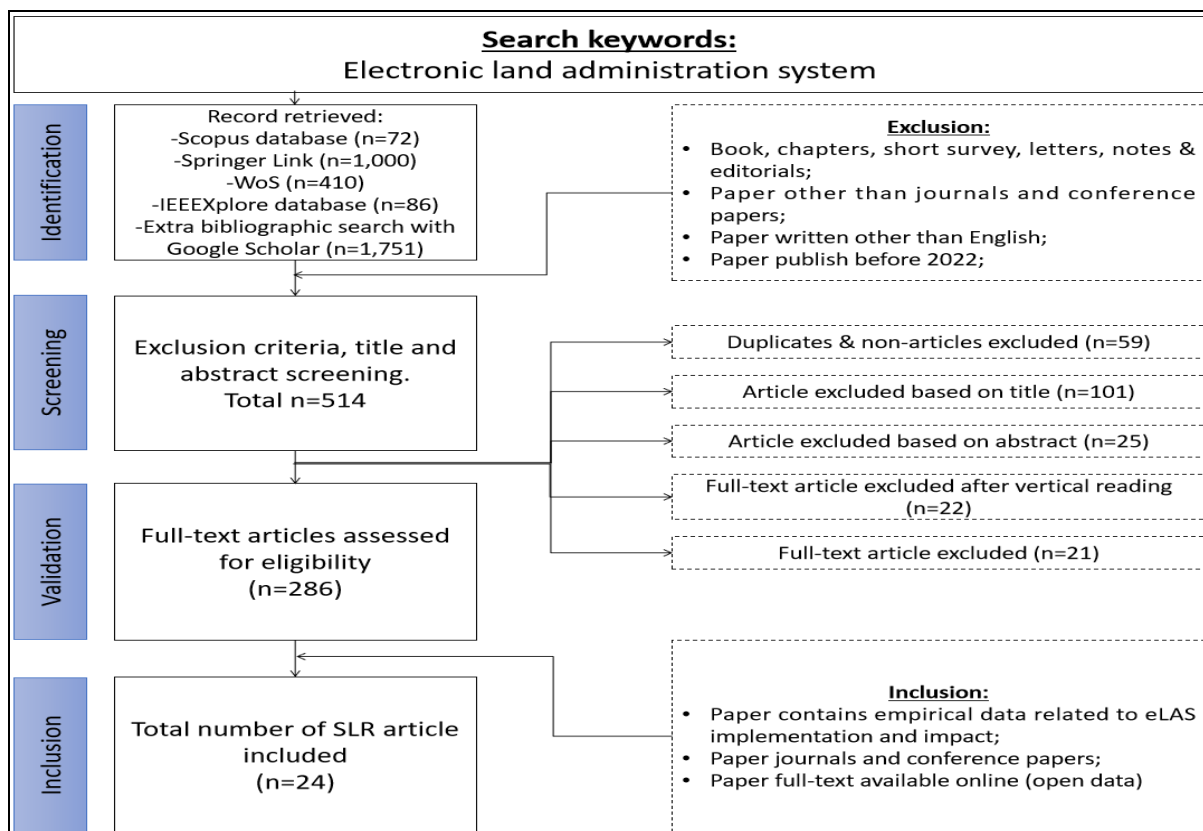 Search keywords:
Electronic land administration system
Identification
Record retrieved:
-Scopus database (n=72)
-Springer Link (n=1,000)
-WoS (n=410)
-IEEEXplore database (n=86)
-Extra bibliographic search with
Google Scholar (n=1,751)
Exclusion:
• Book, chapters, short survey, letters, notes &
editorials;
• Paper other than journals and conference
papers;
• Paper written other than English;
• Paper publish before 2022;
Screening
Exclusion criteria, title and
abstract screening.
Total n=514
Duplicates & non-articles excluded (n=59)
Article excluded based on title (n=101)
Article excluded based on abstract (n=25)
Full-text article excluded after vertical reading
(n=22)
Full-text article excluded (n=21)
Validation
Full-text articles assessed
for eligibility
(n=286)
Inclusion
Total number of SLR article
included
(n=24)
Inclusion:
• Paper contains empirical data related to eLAS
implementation and impact;
• Paper journals and conference papers;
• Paper full-text available online (open data)